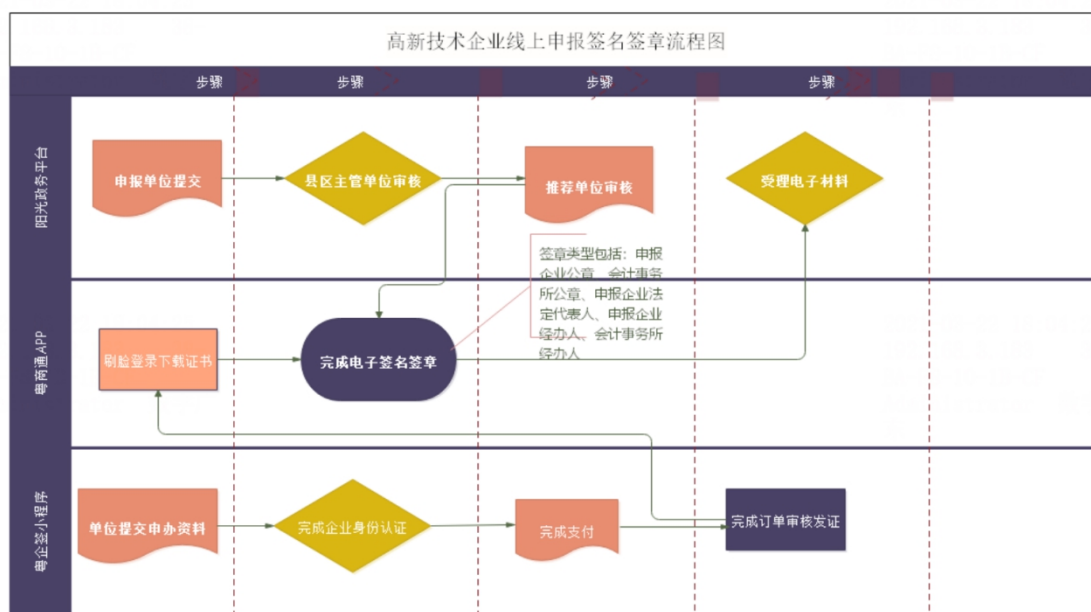 高新技术企业线上申报签名签章流程图
步骤 步骤 步骤 步骤
阳光政务平台
申报单位提交
县区主管单位审核
推荐单位审核
受理电子材料
签章类型包括：申报
企业公章、会计事务
所公章、申报企业法
定代表人、申报企业
经办人、会计事务所
经办人
粤商通APP
刷脸登录下载证书
完成电子签名签章
粤企签小程序
单位提交申办资料
完成企业身份认证
完成支付
完成订单审核发证